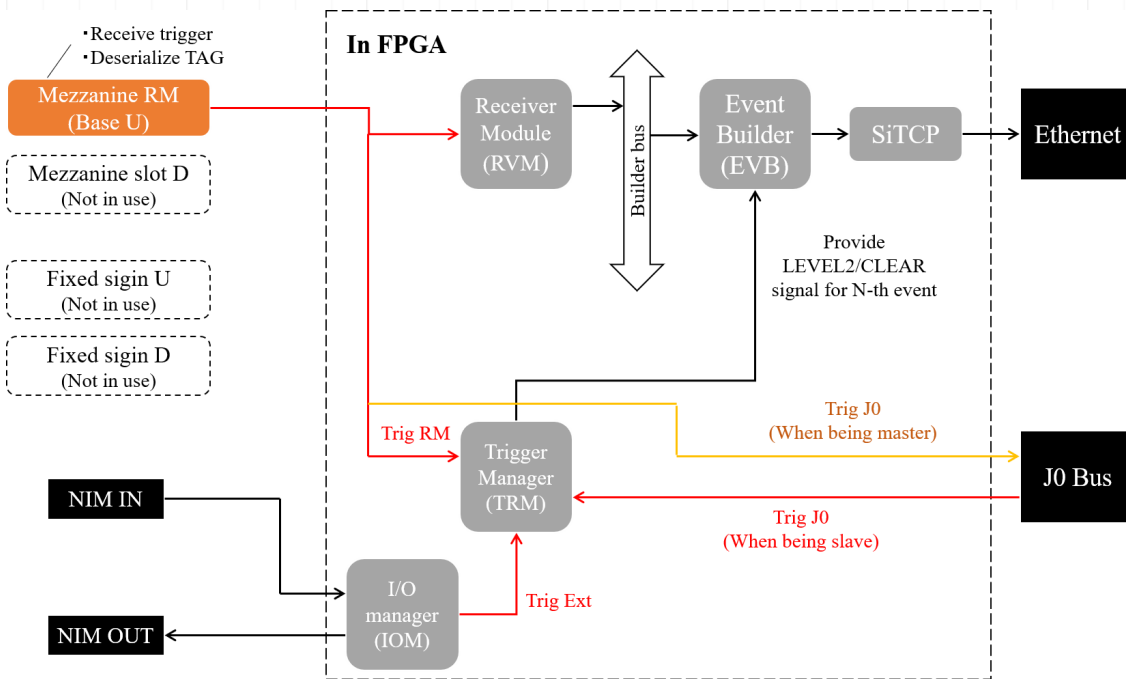 ・Receive trigger
・Deserialize TAG
In FPGA
Mezzanine RM
(Base U)
Mezzanine slot D
(Not in use)
Fixed sigin U
(Not in use)
Fixed sigin D
(Not in use)
Receiver
Module
(RVM)
Builder bus
Event
Builder
(EVB)
SiTCP
Ethernet
Provide
LEVEL2/CLEAR
signal for N-th event
Trig RM
Trigger
Manager
(TRM)
Trig J0
(When being master)
J0 Bus
Trig J0
(When being slave)
NIM IN
NIM OUT
I/O
manager
(IOM)
Trig Ext